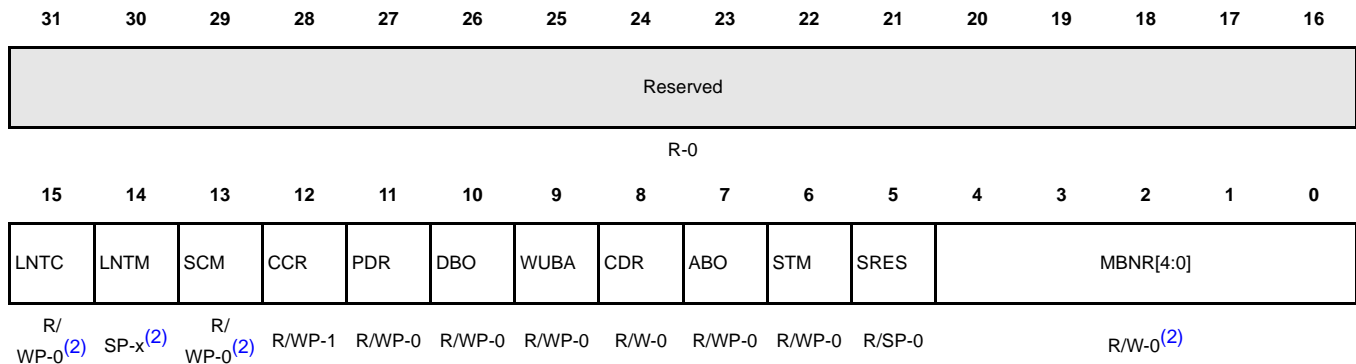 31 30 29 28 27 26 25 24 23 22 21 20 19 18 17 16
Reserved
R-0
15 14 13 12 11 10 9 8 7 6 5 4 3 2 1 0
LNTC LNTM SCM CCR PDR DBO WUBA CDR ABO STM SRES MBNR[4:0]
R/ WP-0(2) SP-x(2) R/ WP-0(2) R/WP-1 R/WP-0 R/WP-0 R/WP-0 R/W-0 R/WP-0 R/WP-0 R/SP-0 R/W-0(2)